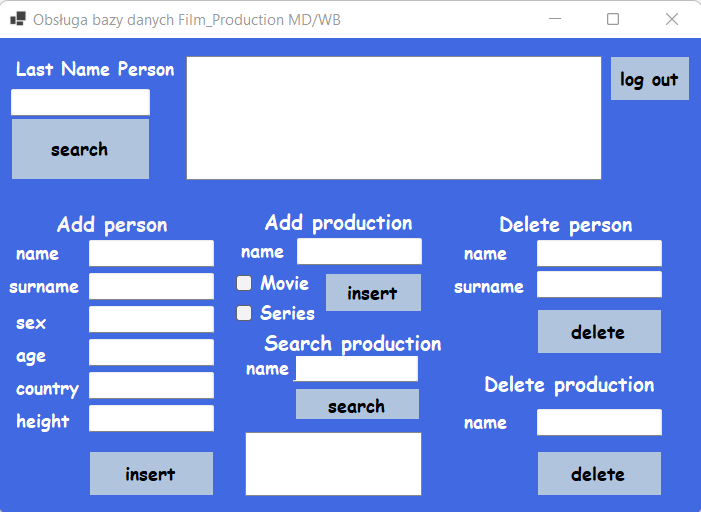 Obsługa bazy danych Film_Production MD/WB
Last Name Person
search
log out
Add person
name
surname
sex
age
country
height
insert
Add production
name
Movie
Series
insert
Search production
name
search
Delete person
name
surname
delete
Delete production
name
delete